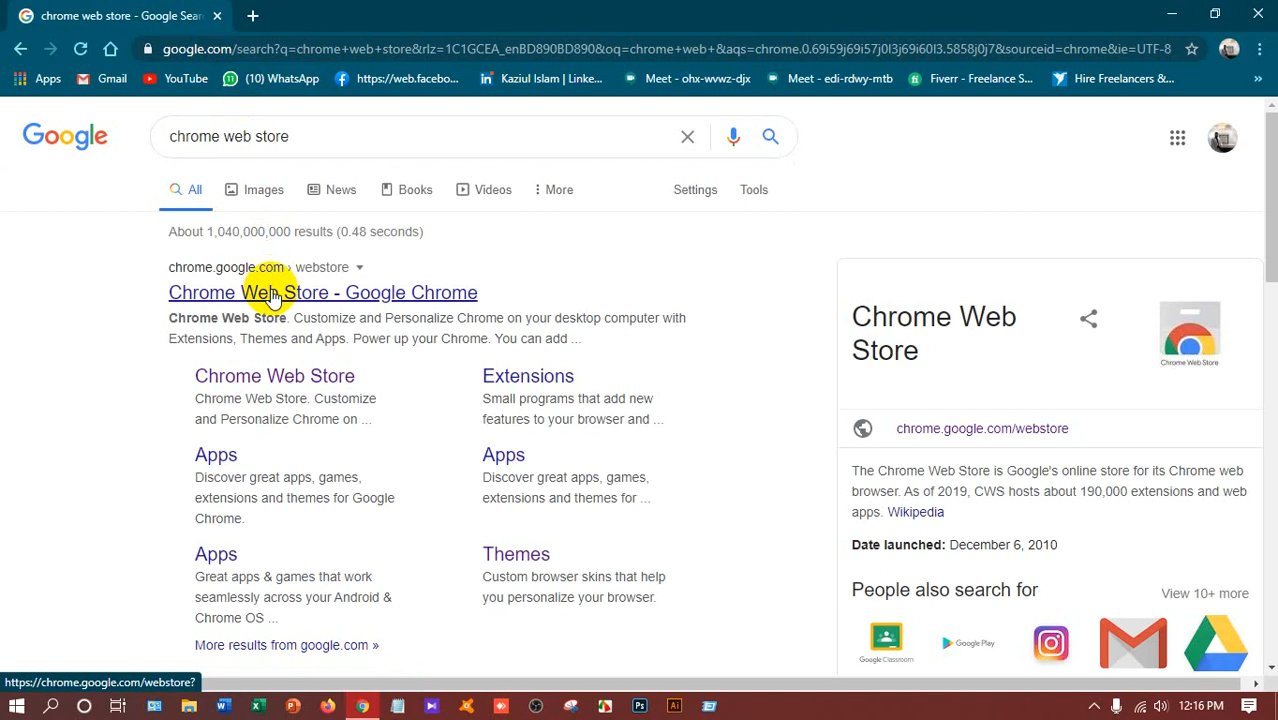 chrome web store - Google Sear
google.com/search?q=chrome+web+store&rlz=1C1GCEA_enBD890BD890&oq=chrome+web+&aqs=chrome.0.69i59j69i57j0l3j69i60l3.5858j0j7&sourceid=chrome&ie=UTF-8
Apps Gmail YouTube (10) WhatsApp https://web.facebo... Kaziul Islam | Linke... Meet - ohx-wvwz-djx Meet - edi-rdwy-mtb Fiverr - Freelance S... Hire Freelancers &... »
Google chrome web store
All Images News Books Videos More Settings Tools
About 1,040,000,000 results (0.48 seconds)
chrome.google.com › webstore
Chrome Web Store - Google Chrome
Chrome Web Store. Customize and Personalize Chrome on your desktop computer with
Extensions, Themes and Apps. Power up your Chrome. You can add ...
Chrome Web Store
Chrome Web Store. Customize
and Personalize Chrome on ...
Extensions
Small programs that add new
features to your browser and ...
Apps
Discover great apps, games,
extensions and themes for Google
Chrome.
Apps
Discover great apps, games,
extensions and themes for ...
Apps
Great apps & games that work
seamlessly across your Android &
Chrome OS ...
Themes
Custom browser skins that help
you personalize your browser.
More results from google.com »
Chrome Web
Store
Chrome Web Store
chrome.google.com/webstore
The Chrome Web Store is Google's online store for its Chrome web
browser. As of 2019, CWS hosts about 190,000 extensions and web
apps. Wikipedia
Date launched: December 6, 2010
People also search for View 10+ more
Google Classroom Google Play
https://chrome.google.com/webstore?
12:16 PM